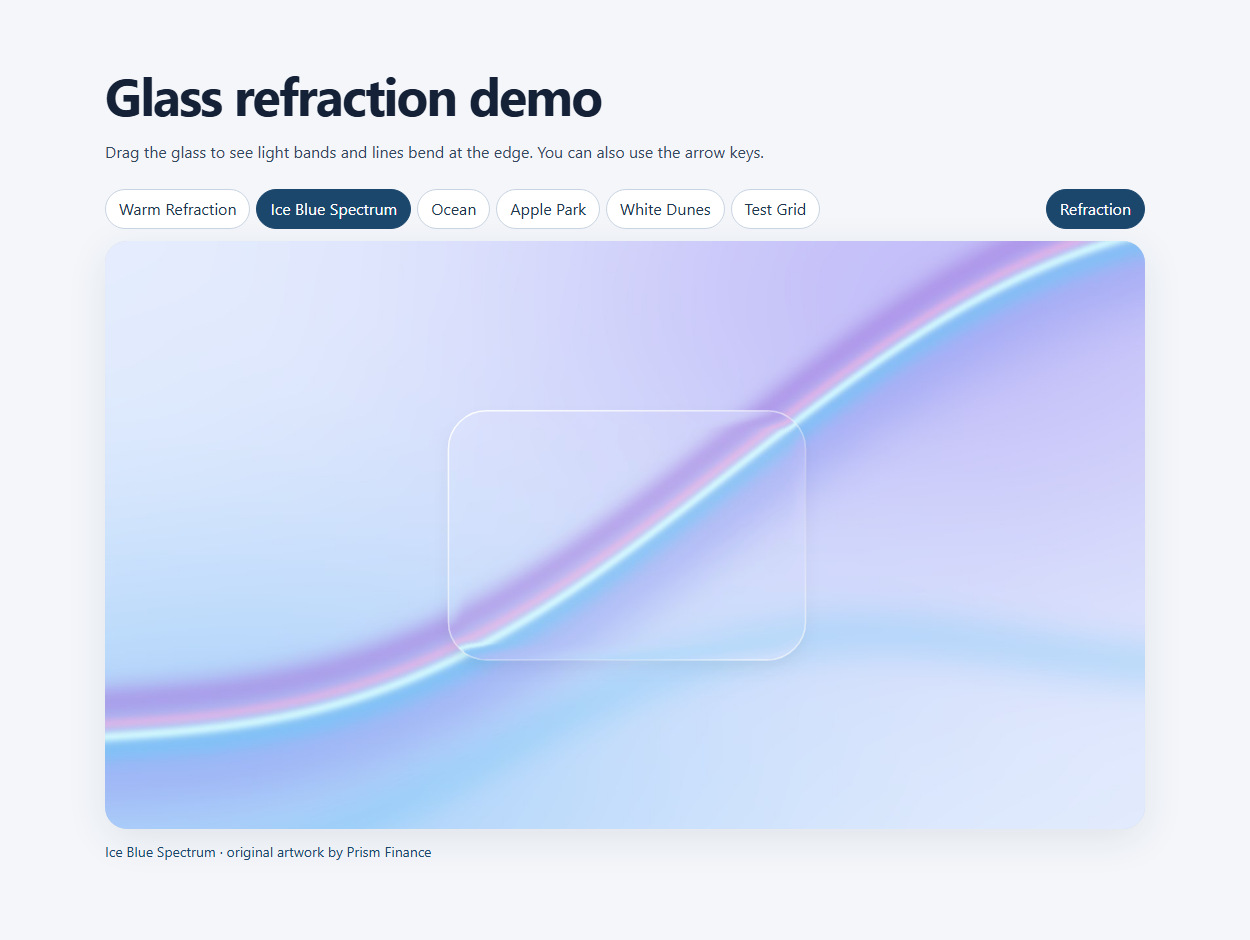 Glass refraction demo
Drag the glass to see light bands and lines bend at the edge. You can also use the arrow keys.
Warm Refraction Ice Blue Spectrum Ocean Apple Park White Dunes Test Grid Refraction
Ice Blue Spectrum · original artwork by Prism Finance